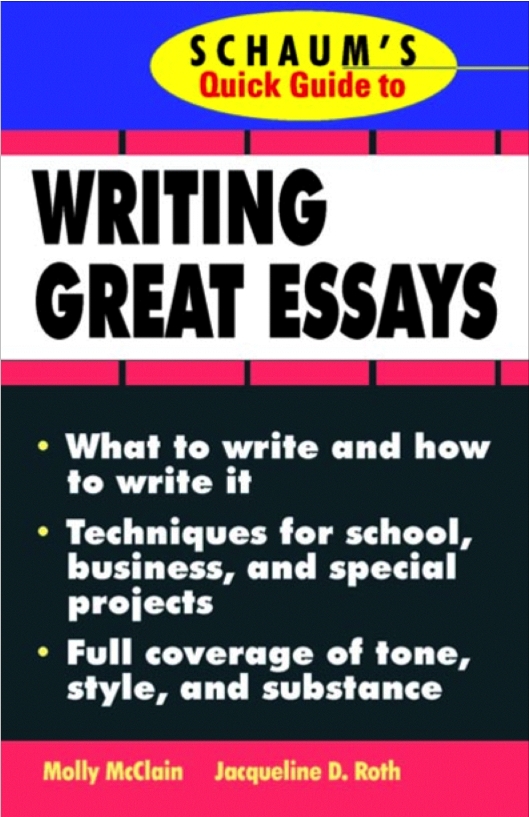 SCHAUM'S
Quick Guide to
WRITING
GREAT ESSAYS
• What to write and how
to write it
• Techniques for school,
business, and special
projects
• Full coverage of tone,
style, and substance
Molly McClain Jacqueline D. Roth